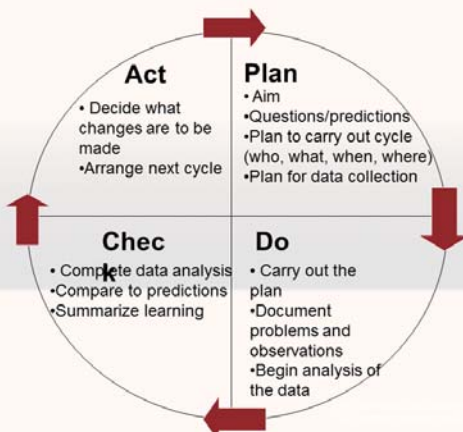 Act
• Decide what
changes are to be
made
•Arrange next cycle
Plan
• Aim
•Questions/predictions
•Plan to carry out cycle
(who, what, when, where)
•Plan for data collection
Chec
k
• Complete data analysis
•Compare to predictions
•Summarize learning
Do
• Carry out the
plan
•Document
problems and
observations
•Begin analysis of
the data